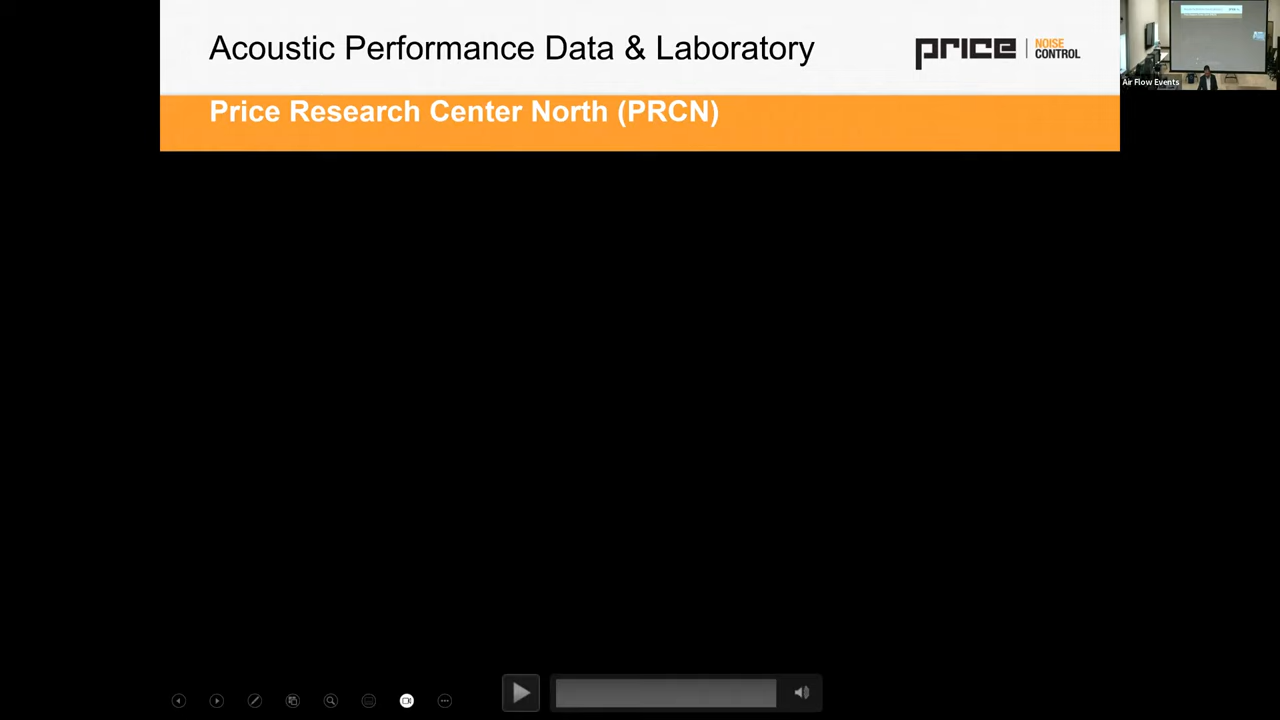 Acoustic Performance Data & Laboratory
price | NOISE CONTROL
Price Research Center North (PRCN)
Air Flow Events